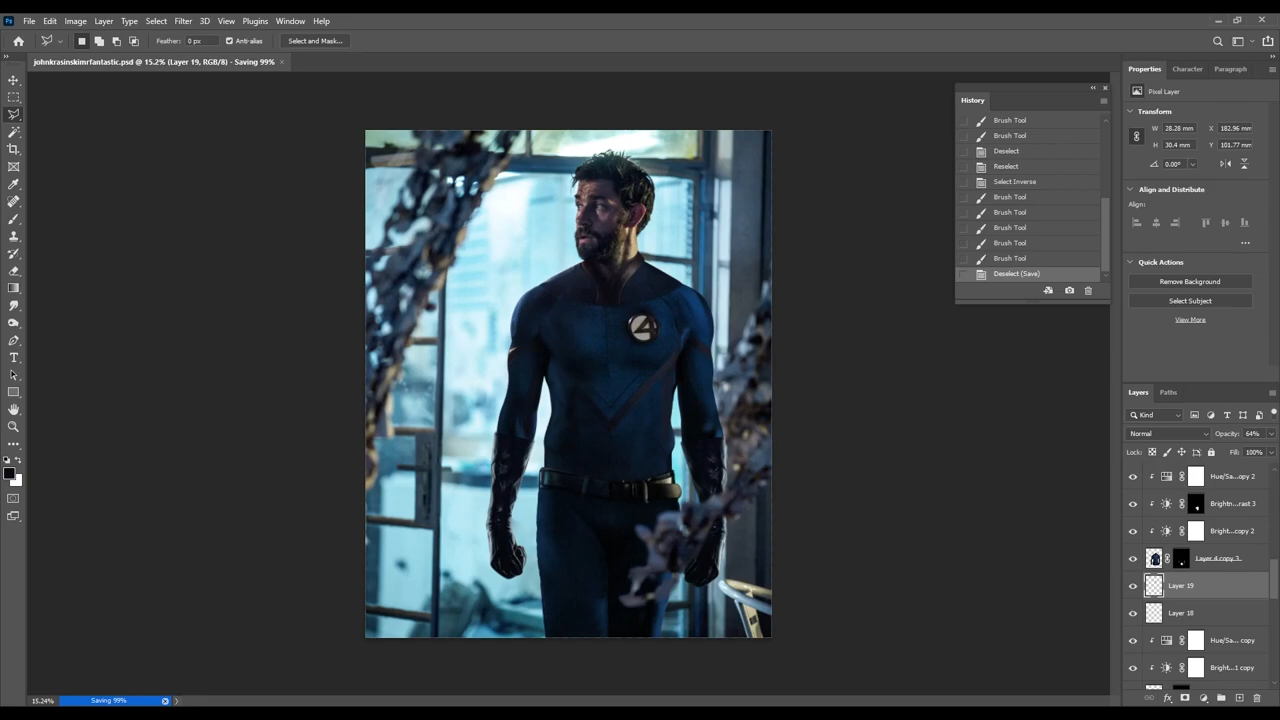 File Edit Image Layer Type Select Filter 3D View Plugins Window Help
Feather: 0 px Anti-alias Select and Mask...
johnkrasinskimrfantastic.psd @ 15.2% (Layer 19, RGB/8) - Saving 99% ×
History
Brush Tool
Brush Tool
Deselect
Reselect
Select Inverse
Brush Tool
Brush Tool
Brush Tool
Brush Tool
Brush Tool
Deselect (Save)
Properties Character Paragraph
Pixel Layer
Transform
W 28.28 mm X 182.96 mm
H 30.4 mm Y 101.77 mm
0.00°
Align and Distribute
Align:
Quick Actions
Remove Background
Select Subject
View More
Layers Paths
Kind
Normal Opacity: 64%
Lock: Fill: 100%
Hue/Sa...opy 2
Brightn...rast 3
Bright...copy 2
Layer 4 copy 3
Layer 19
Layer 18
Hue/Sa... copy
Bright...1 copy
4
15.24% Saving 99%